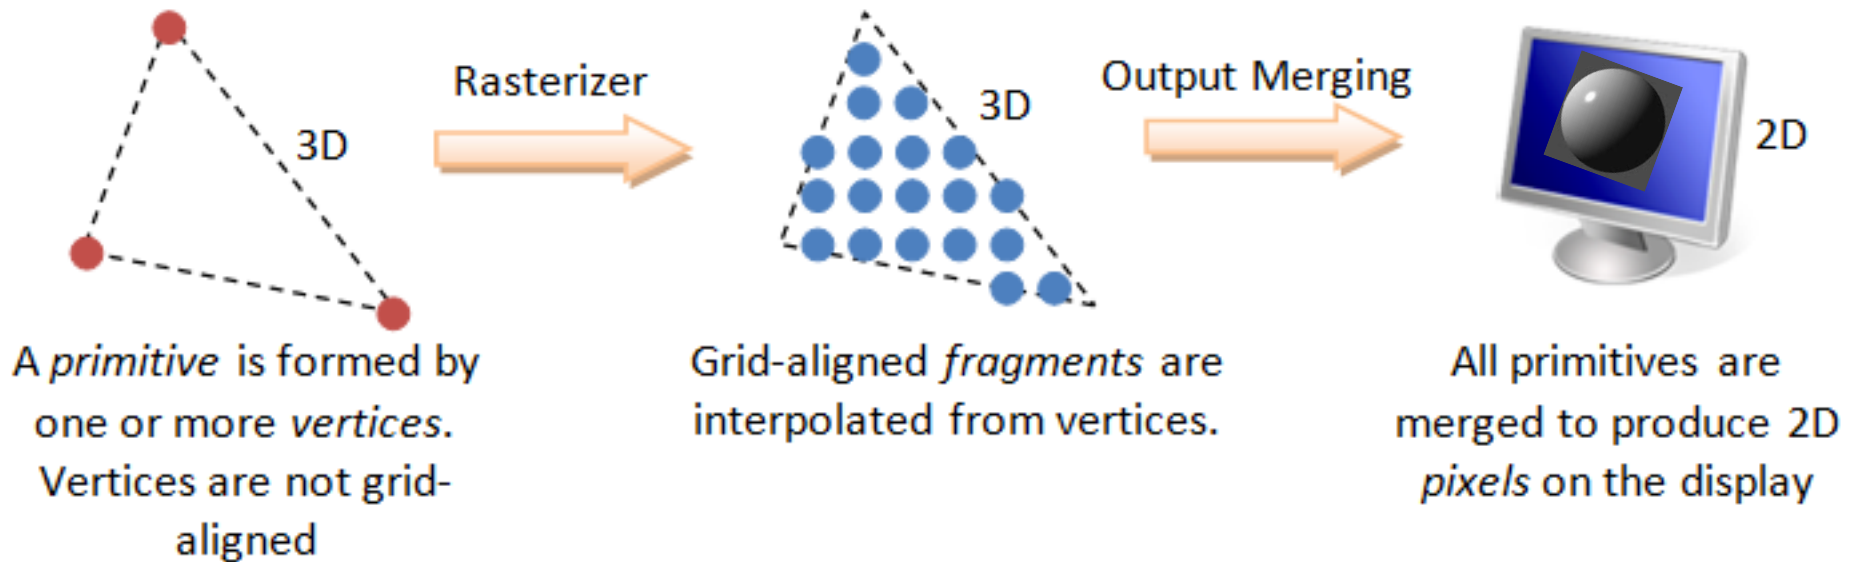 Rasterizer
Output Merging
3D
3D
2D
A primitive is formed by
one or more vertices.
Vertices are not grid-
aligned
Grid-aligned fragments are
interpolated from vertices.
All primitives are
merged to produce 2D
pixels on the display